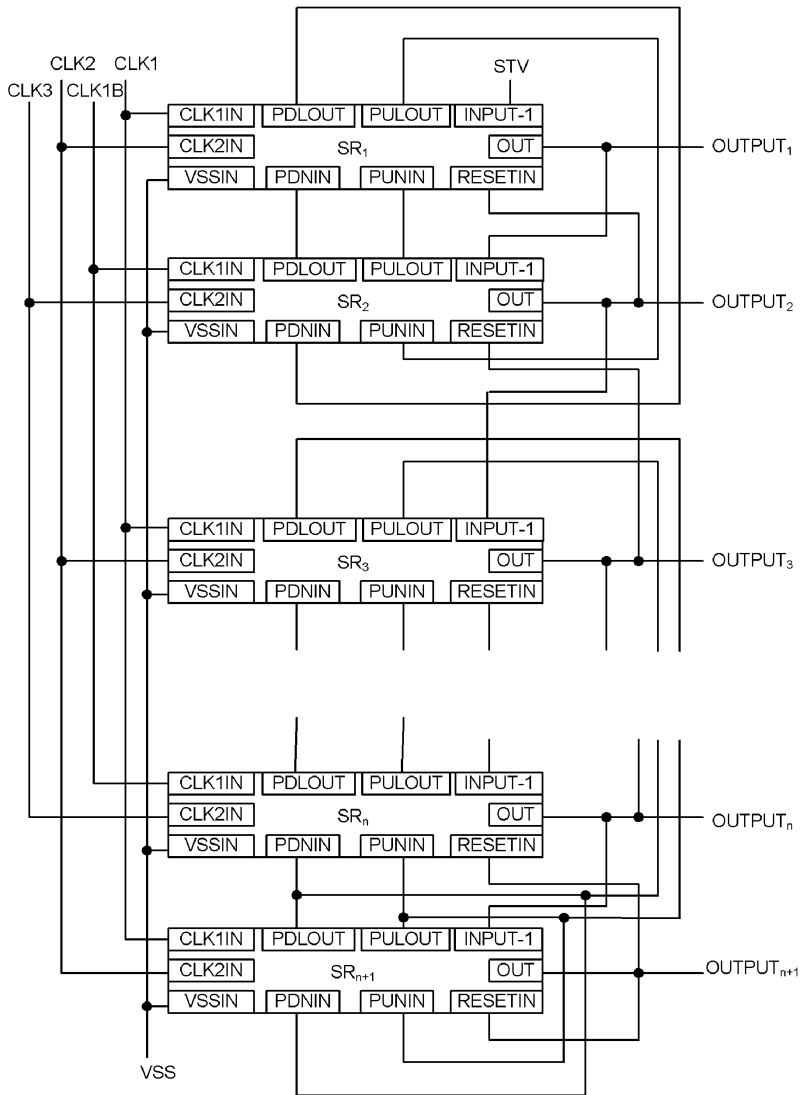 CLK2 CLK1
CLK3 CLK1B STV
CLK1IN PDLOUT PULOUT INPUT-1
CLK2IN SR₁ OUT OUTPUT₁
VSSIN PDNIN PUNIN RESETIN
CLK1IN PDLOUT PULOUT INPUT-1
CLK2IN SR₂ OUT OUTPUT₂
VSSIN PDNIN PUNIN RESETIN
CLK1IN PDLOUT PULOUT INPUT-1
CLK2IN SR₃ OUT OUTPUT₃
VSSIN PDNIN PUNIN RESETIN
CLK1IN PDLOUT PULOUT INPUT-1
CLK2IN SRₙ OUT OUTPUTₙ
VSSIN PDNIN PUNIN RESETIN
CLK1IN PDLOUT PULOUT INPUT-1
CLK2IN SRₙ₊₁ OUT OUTPUTₙ₊₁
VSSIN PDNIN PUNIN RESETIN
VSS